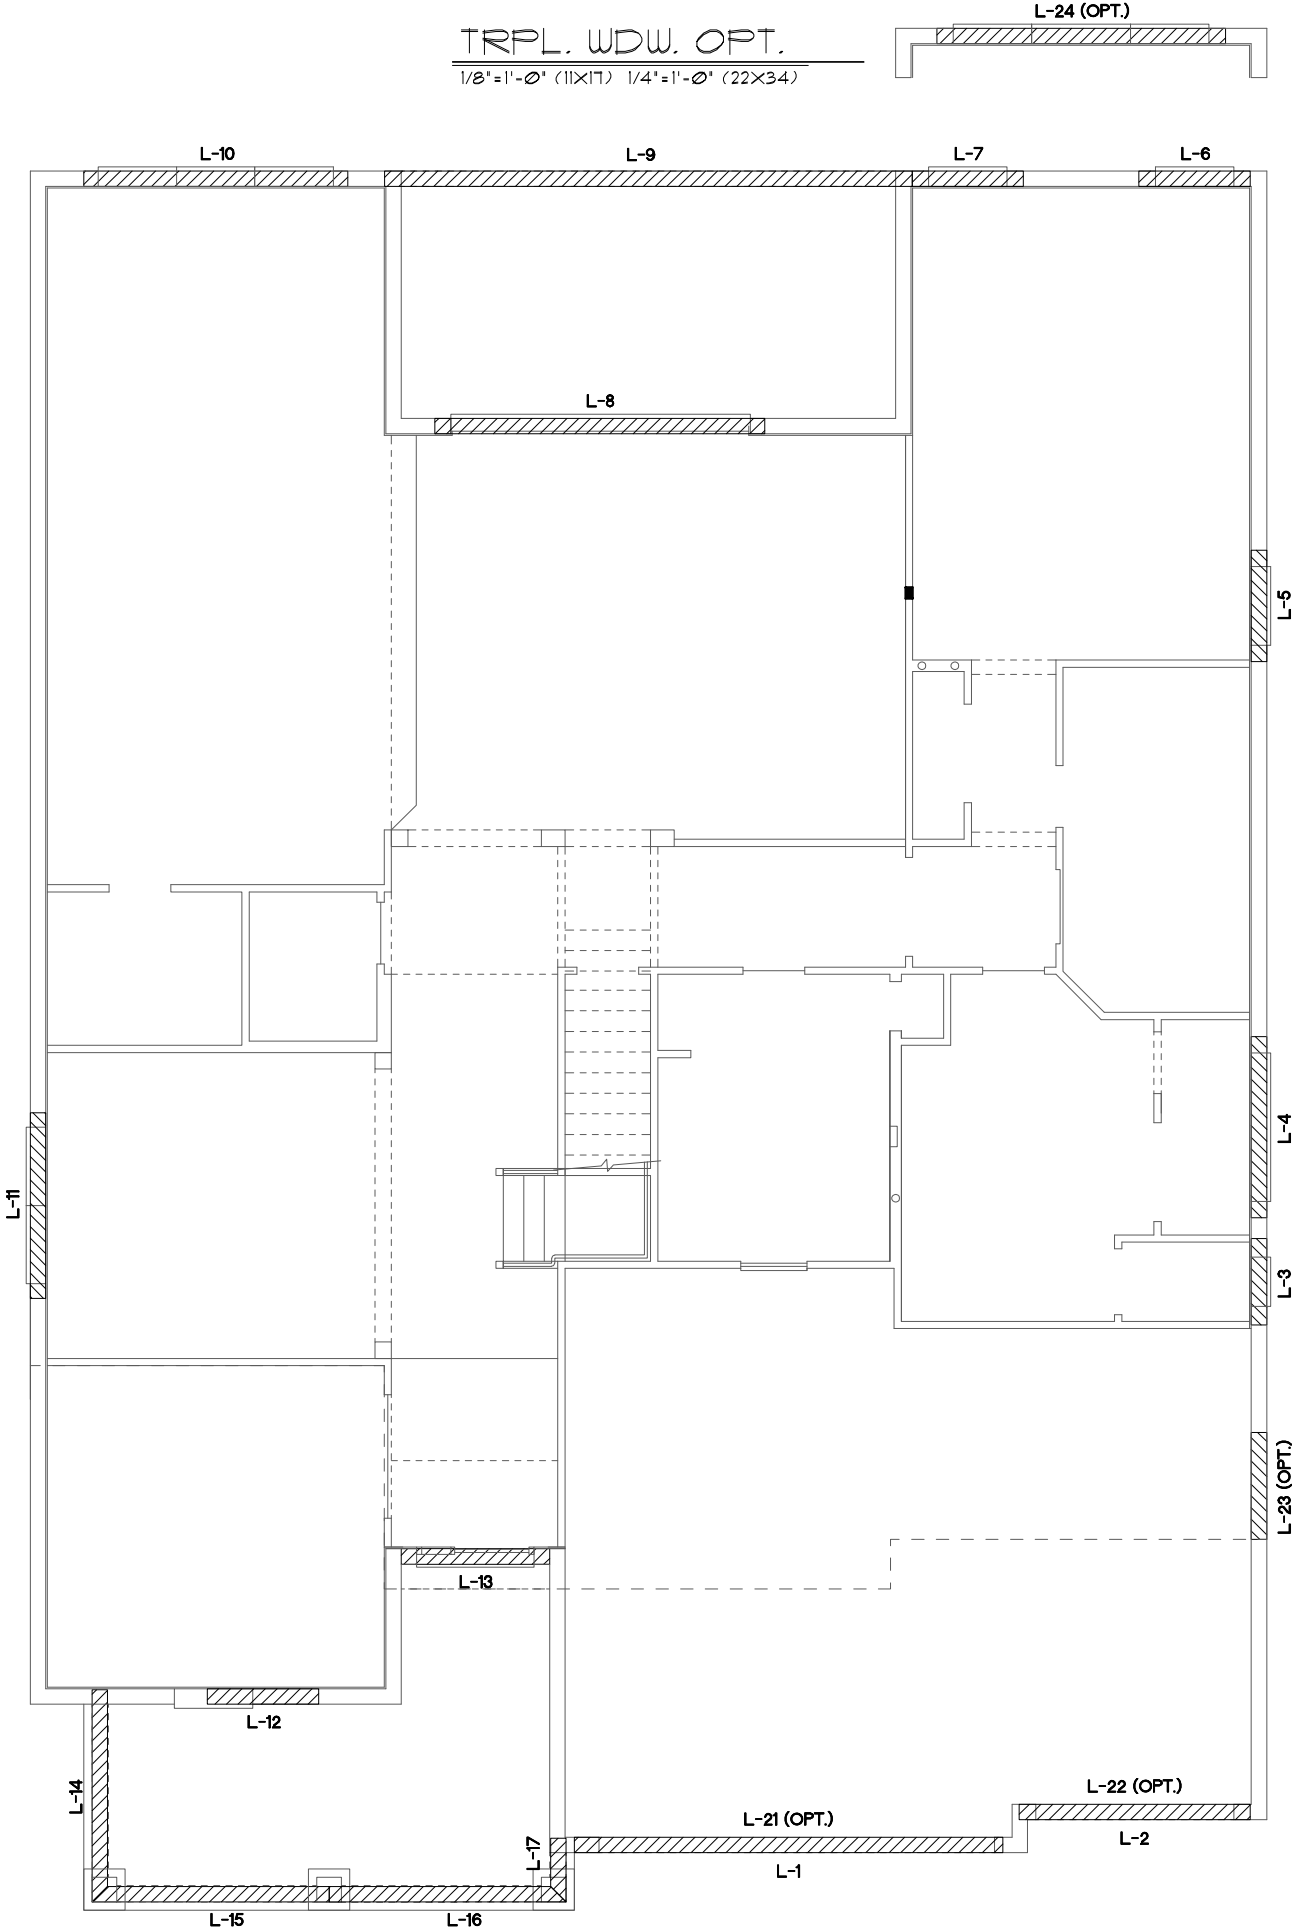 L-24 (OPT.)
TRPL. WDW. OPT.
1/8"=1'-0" (11X17) 1/4"=1'-0" (22X34)
L-10
L-9
L-7
L-6
L-8
L-5
L-4
L-11
L-3
L-23 (OPT.)
L-13
L-12
L-14
L-22 (OPT.)
L-21 (OPT.)
L-2
L-17
L-1
L-15
L-16